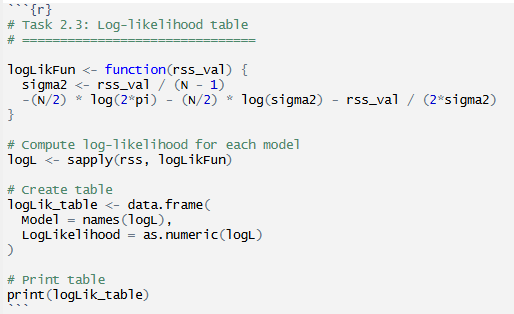 ```{r}
# Task 2.3: Log-likelihood table
# ===============================
logLikFun <- function(rss_val) {
  sigma2 <- rss_val / (N - 1)
  -(N/2) * log(2*pi) - (N/2) * log(sigma2) - rss_val / (2*sigma2)
}
# Compute log-likelihood for each model
logL <- sapply(rss, logLikFun)
# Create table
logLik_table <- data.frame(
  Model = names(logL),
  LogLikelihood = as.numeric(logL)
)
# Print table
print(logLik_table)
```